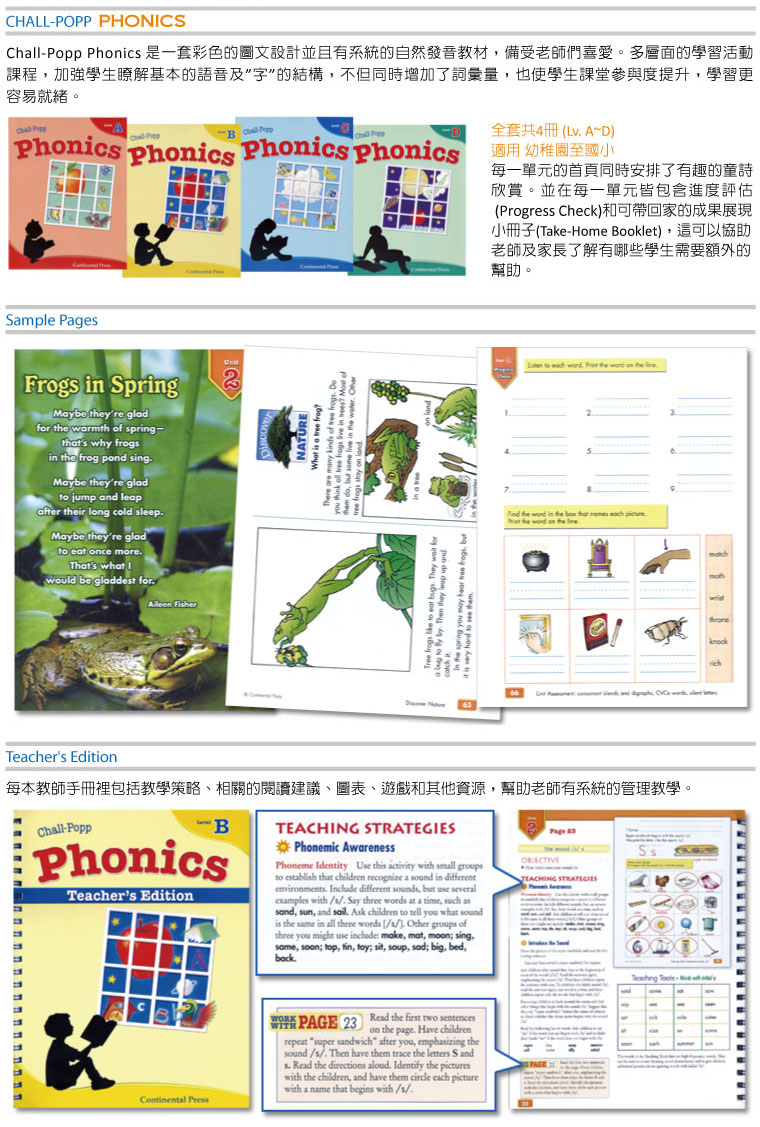 CHALL-POPP PHONICS
Chall-Popp Phonics 是一套彩色的圖文設計並且有系統的自然發音教材，備受老師們喜愛。多層面的學習活動
課程，加強學生瞭解基本的語音及"字"的結構，不但同時增加了詞彙量，也使學生課堂參與度提升，學習更
容易就緒。
Chall-Popp
Phonics
A
Continental Press
Chall-Popp
Phonics
B
Continental Press
Chall-Popp
Phonics
C
Continental Press
Chall-Popp
Phonics
D
Continental Press
全套共4冊 (Lv. A~D)
適用 幼稚園至國小
每一單元的首頁同時安排了有趣的童詩
欣賞。並在每一單元皆包含進度評估
(Progress Check)和可帶回家的成果展現
小冊子(Take-Home Booklet)，這可以協助
老師及家長了解有哪些學生需要額外的
幫助。
Sample Pages
Unit
2
Frogs in Spring
Maybe they're glad
for the warmth of spring—
that's why frogs
in the frog pond sing.
Maybe they're glad
to jump and leap
after their long cold sleep.
Maybe they're glad
to eat once more.
That's what I
would be gladdest for.
Aileen Fisher
DISCOVER
NATURE
What is a tree frog?
There are many kinds of tree frogs. Do
you think all tree frogs live in trees? Most of
them do, but some live in the water. Other
tree frogs stay on land.
in a tree
on land
in the water
Tree frogs like to eat bugs. They wait for
a bug to fly by. Then they leap up and
catch it.
In the spring you may hear tree frogs, but
it is very hard to see them.
© Continental Press
Discover Nature
63
Progress
Check
Listen to each word. Print the word on the line.
1.
2.
3.
4.
5.
6.
7.
8.
9.
Find the word in the box that names each picture.
Print the word on the line.
match
moth
wrist
throne
knock
rich
66
Unit Assessment: consonant blends and digraphs, CVCe words, silent letters
Teacher's Edition
每本教師手冊裡包括教學策略、相關的閱讀建議、圖表、遊戲和其他資源，幫助老師有系統的管理教學。
Chall-Popp
Level B
Phonics
Teacher's Edition
Continental Press
TEACHING STRATEGIES
Phonemic Awareness
Phoneme Identity Use this activity with small groups
to establish that children recognize a sound in different
environments. Include different sounds, but use several
examples with /s/. Say three words at a time, such as
sand, sun, and sail. Ask children to tell you what sound
is the same in all three words [/s/]. Other groups of
three you might use include: make, mat, moon; sing,
same, soon; top, tin, toy; sit, soup, sad; big, bed,
back.
WORK
WITH PAGE 23 Read the first two sentences
on the page. Have children
repeat "super sandwich" after you, emphasizing the
sound /s/. Then have them trace the letters S and
s. Read the directions aloud. Identify the pictures
with the children, and have them circle each picture
with a name that begins with /s/.
2
Page 23
The sound /s/ s
OBJECTIVE
TEACHING STRATEGIES
Phonemic Awareness
Introduce the Sound
PAGE 23
S s
6
Teaching Tools